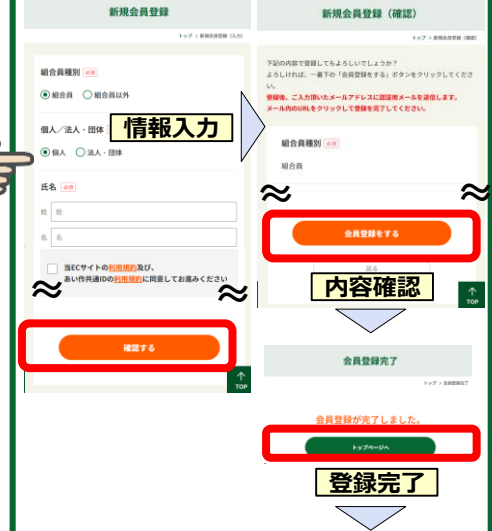 新規会員登録
トップ > 新規会員登録（入力）
組合員種別 必須
組合員 組合員以外
個人／法人・団体
個人 法人・団体
氏名 必須
姓 姓
名 名
当ECサイトの利用規約及び、
あい作共通IDの利用規約に同意してお進みください
確認する
↑
TOP
情報入力
新規会員登録（確認）
トップ > 新規会員登録（確認）
下記の内容で登録してもよろしいでしょうか？
よろしければ、一番下の「会員登録をする」ボタンをクリックしてくださ
い。
登録後、ご入力頂いたメールアドレスに認証用メールを送信します。
メール内のURLをクリックして登録を完了してください。
組合員種別 必須
組合員
会員登録をする
戻る
内容確認
↑
TOP
会員登録完了
トップ > 会員登録完了
会員登録が完了しました。
トップページへ
登録完了